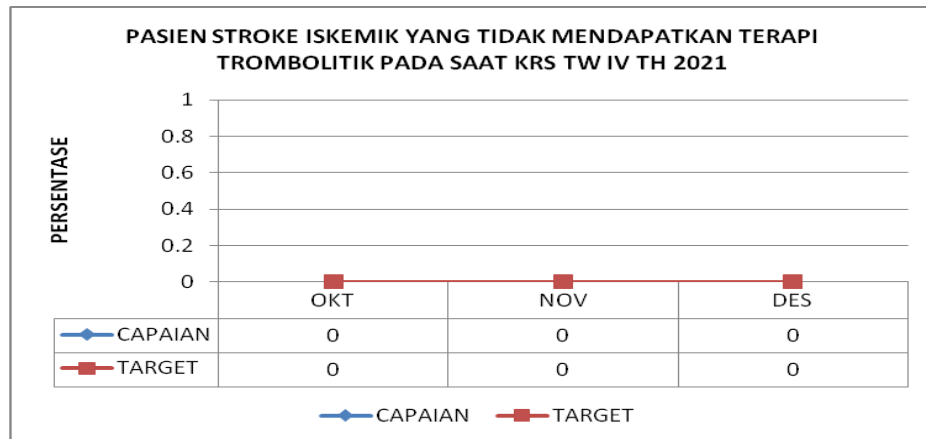 PASIEN STROKE ISKEMIK YANG TIDAK MENDAPATKAN TERAPI
TROMBOLITIK PADA SAAT KRS TW IV TH 2021
PERSENTASE
1
0.8
0.6
0.4
0.2
0
OKT NOV DES
CAPAIAN 0 0 0
TARGET 0 0 0
CAPAIAN TARGET